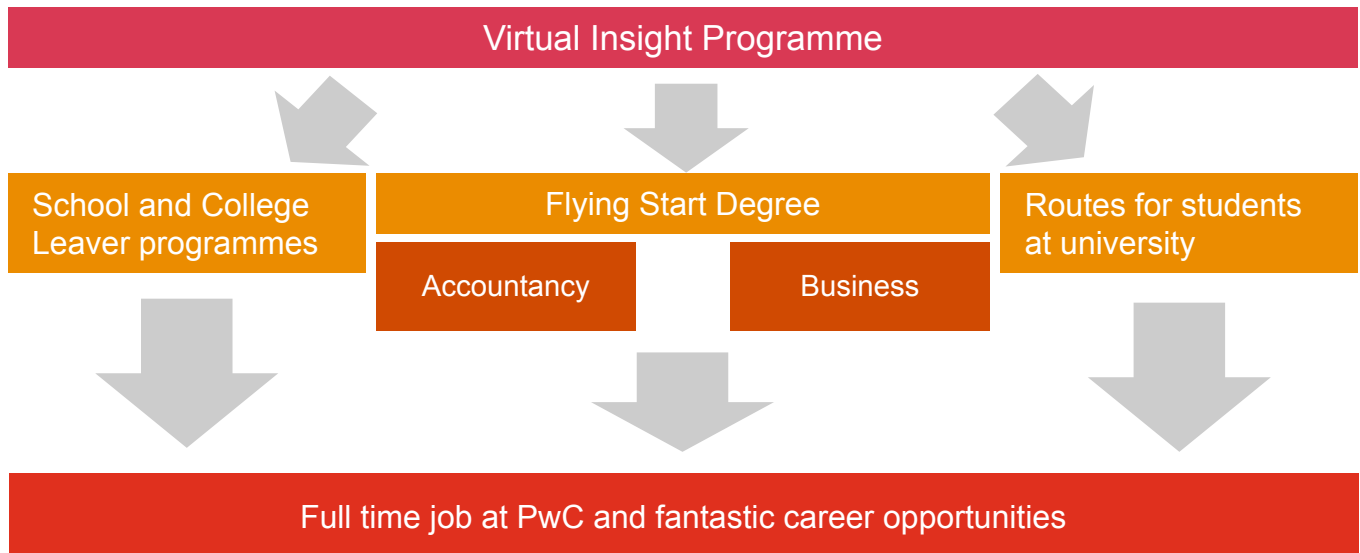 Virtual Insight Programme
School and College
Leaver programmes
Flying Start Degree
Accountancy
Business
Routes for students
at university
Full time job at PwC and fantastic career opportunities